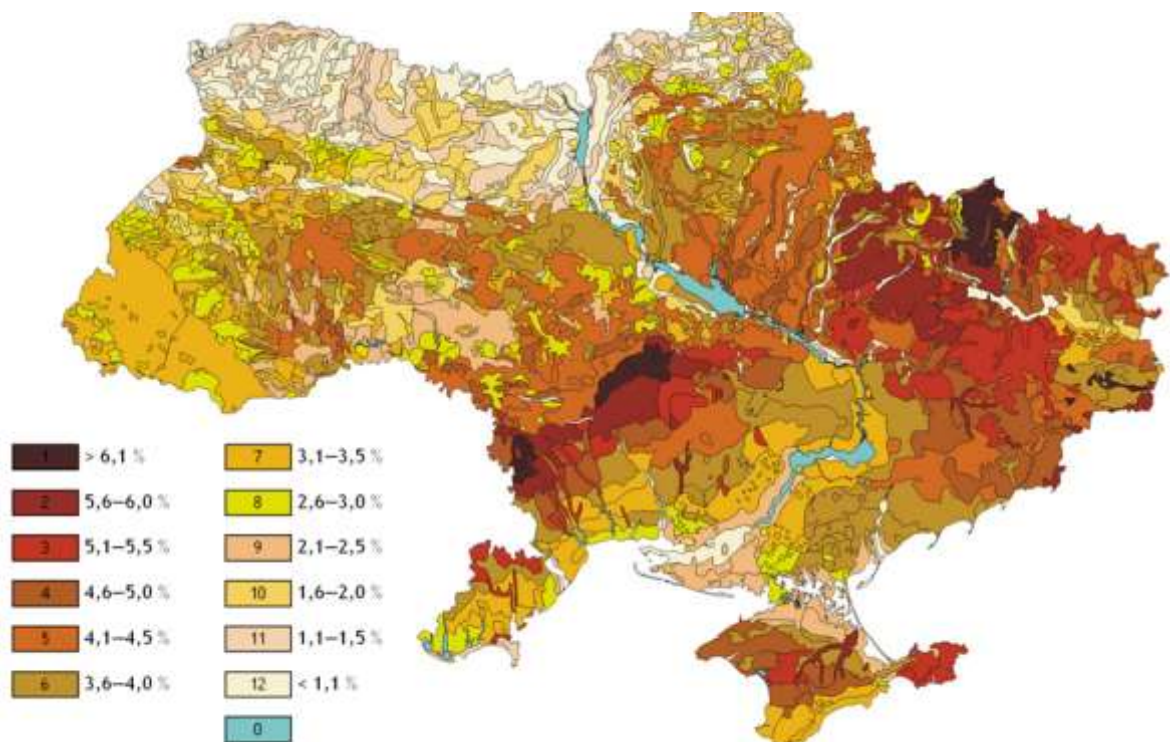 1 > 6,1 %
2 5,6–6,0 %
3 5,1–5,5 %
4 4,6–5,0 %
5 4,1–4,5 %
6 3,6–4,0 %
7 3,1–3,5 %
8 2,6–3,0 %
9 2,1–2,5 %
10 1,6–2,0 %
11 1,1–1,5 %
12 < 1,1 %
0